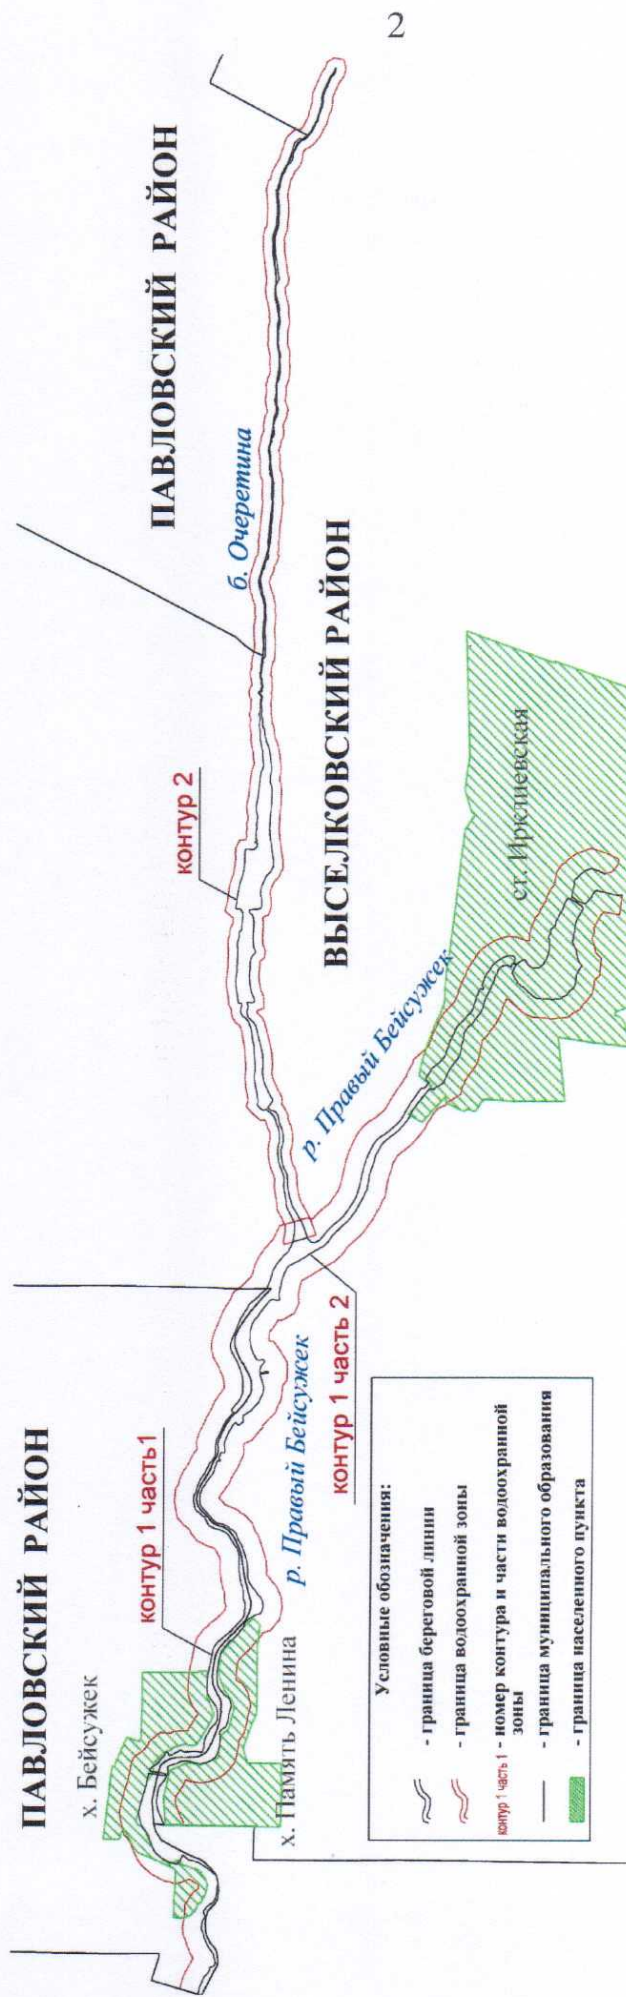 2
ПАВЛОВСКИЙ РАЙОН
х. Бейсужек
контур 1 часть1
р. Правый Бейсужек
х. Память Ленина
контур 1 часть 2
контур 2
ПАВЛОВСКИЙ РАЙОН
б. Очеретина
ВЫСЕЛКОВСКИЙ РАЙОН
р. Правый Бейсужек
ст. Ирклиевская
Условные обозначения:
- граница береговой линии
- граница водоохранной зоны
контур 1 часть 1 - номер контура и части водоохранной
зоны
- граница муниципального образования
- граница населенного пункта